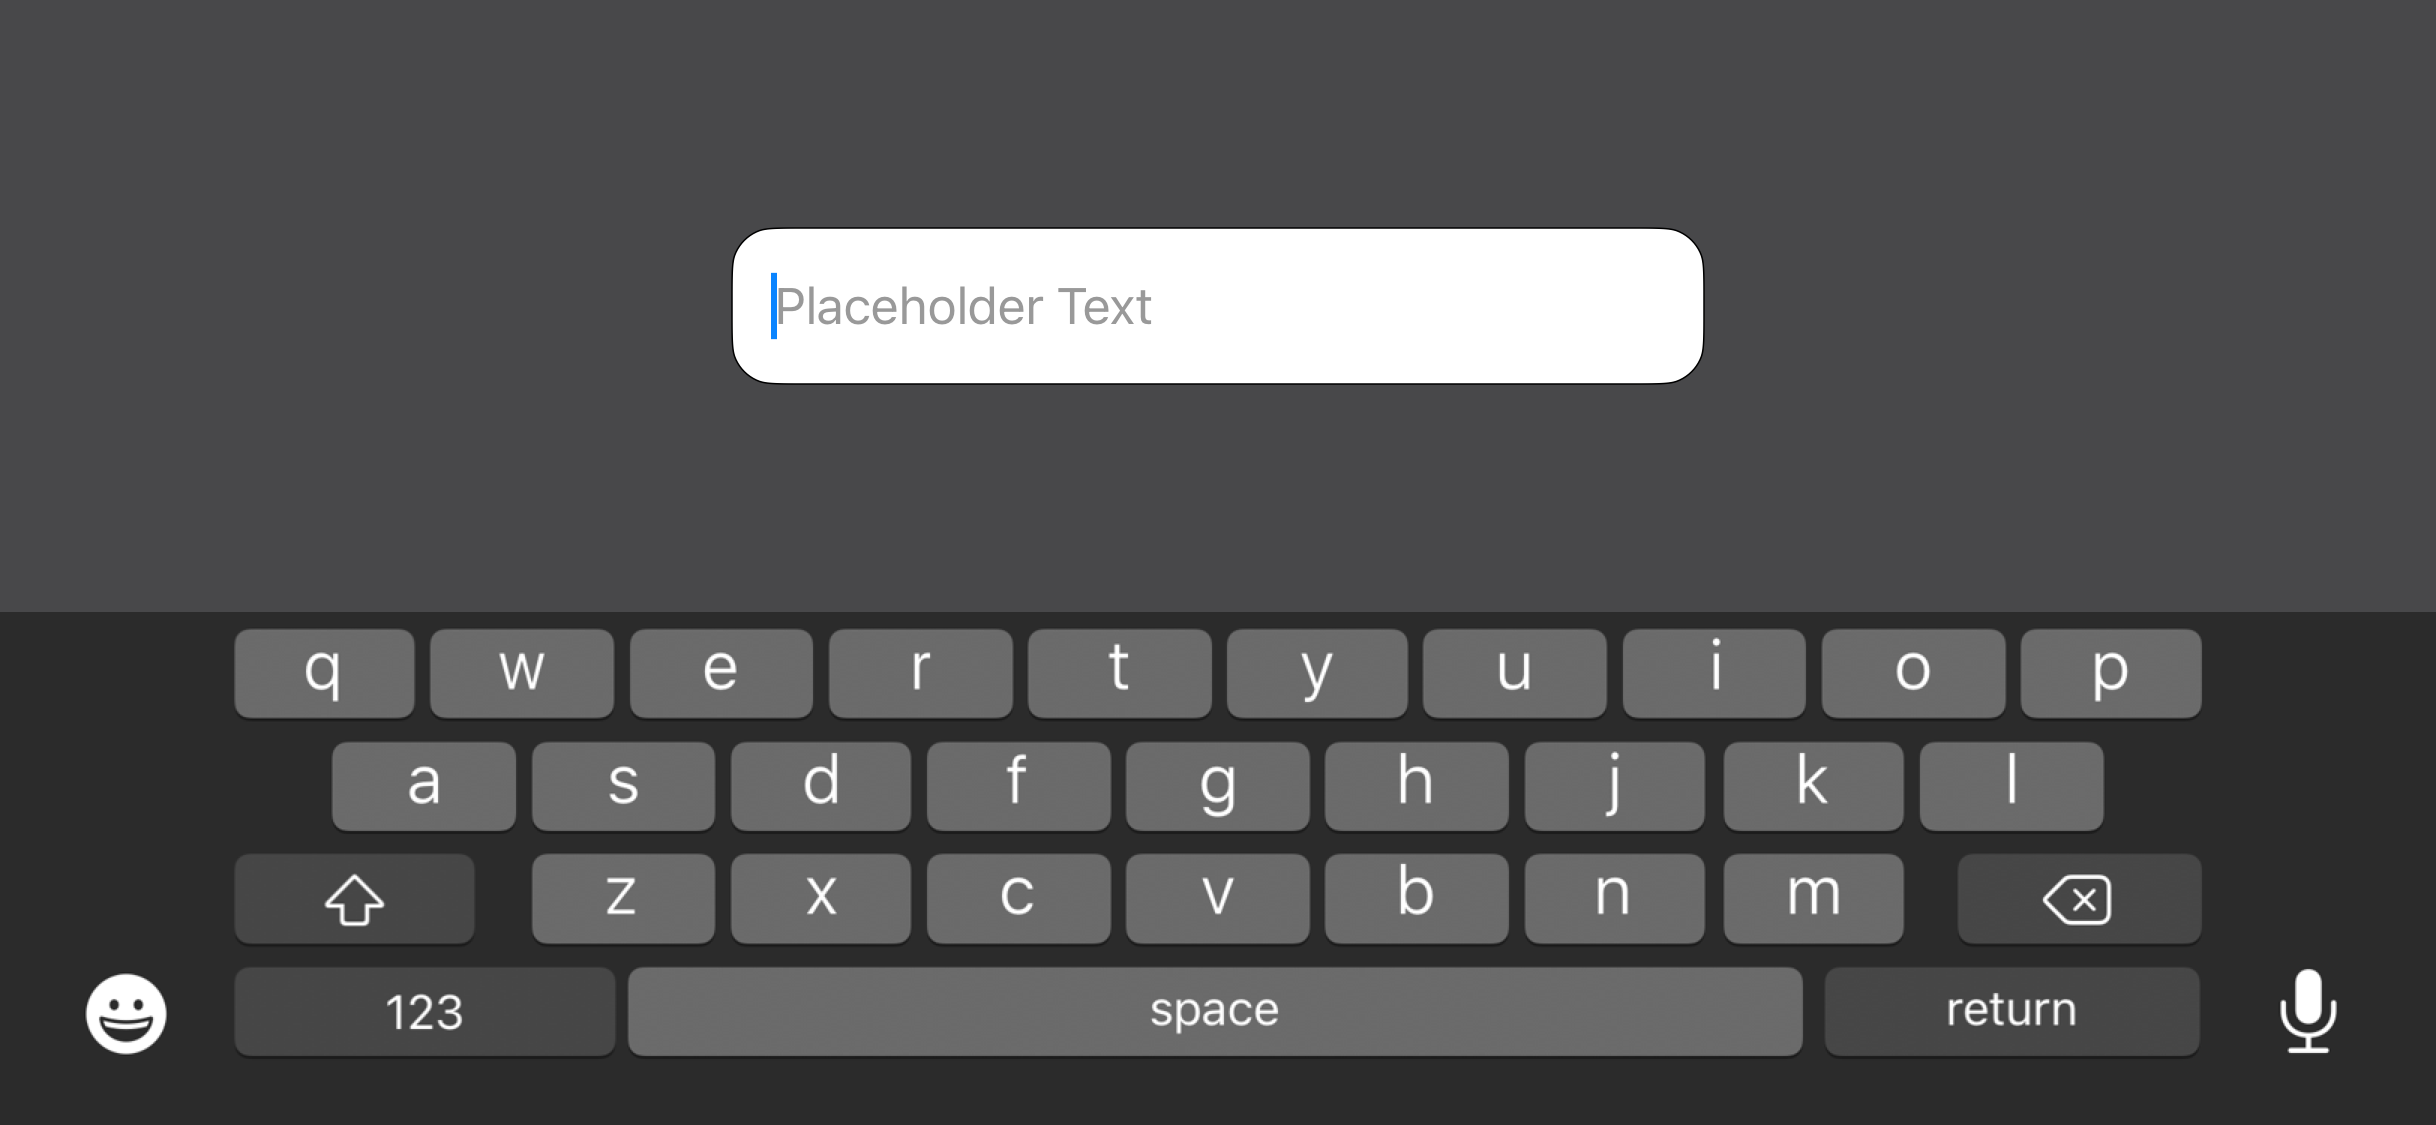 Placeholder Text
q w e r t y u i o p
a s d f g h j k l
z x c v b n m
123 space return